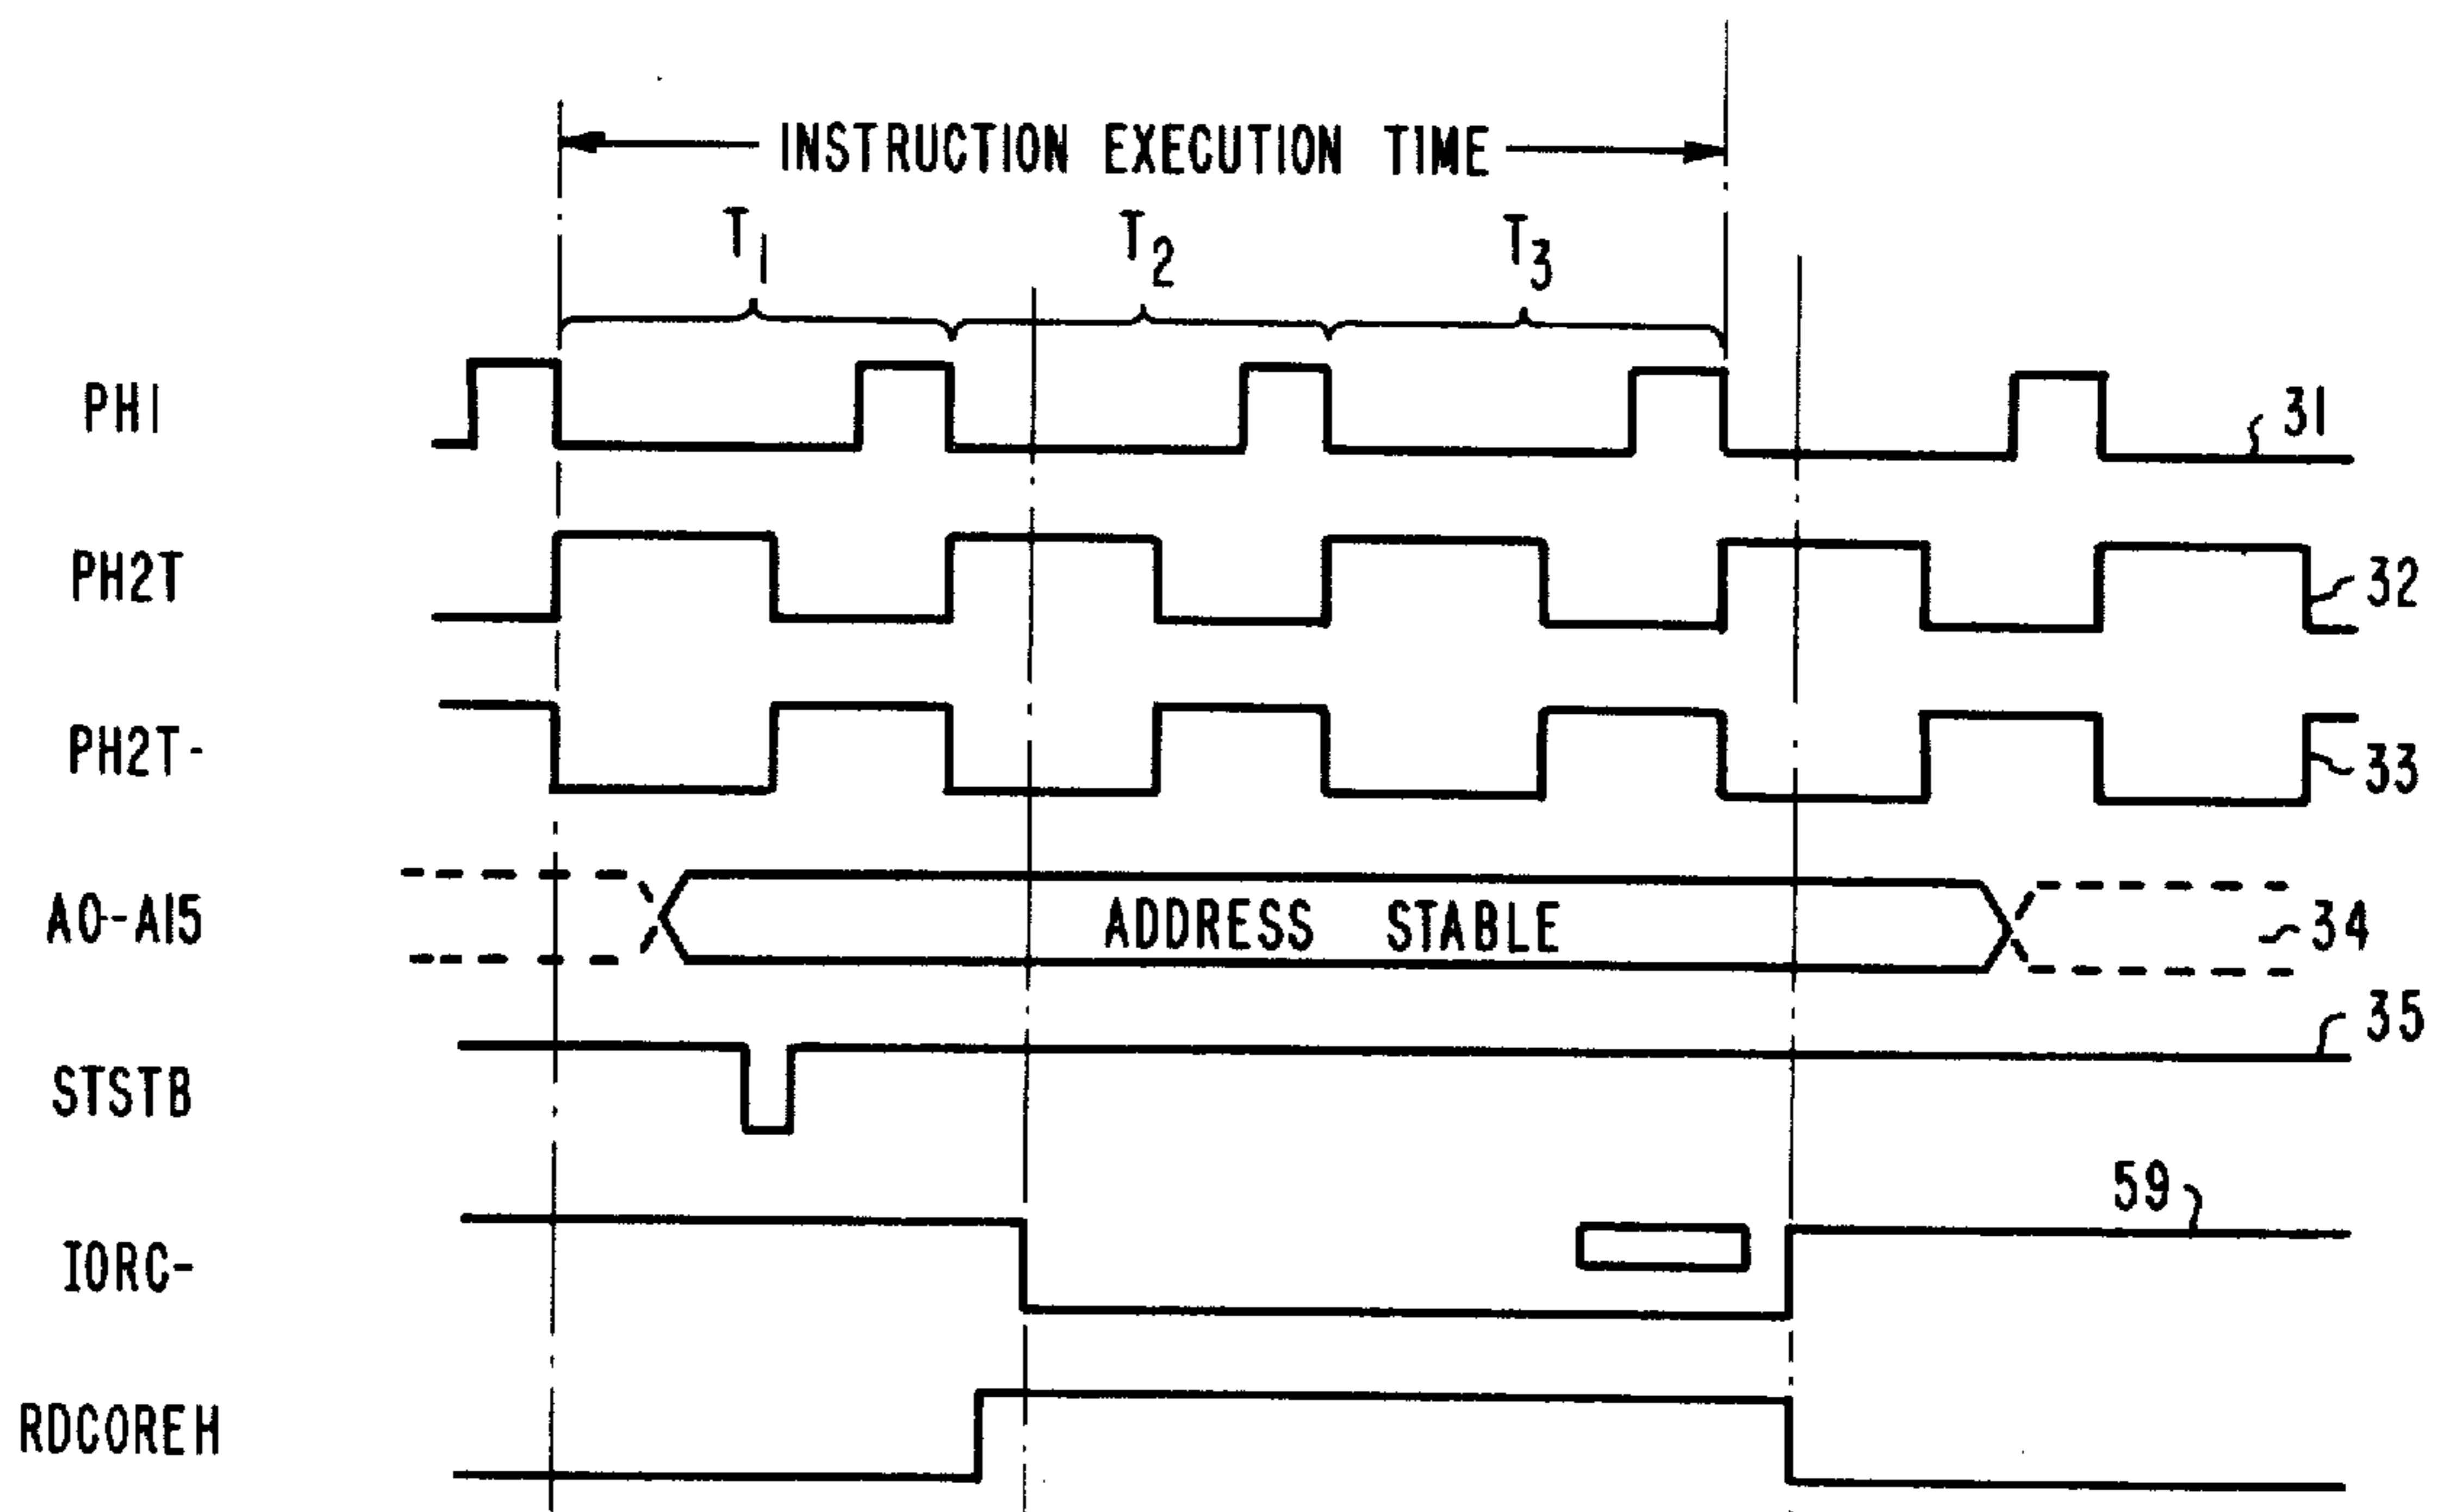 INSTRUCTION EXECUTION TIME
T1 T2 T3
PH1 31
PH2T 32
PH2T- 33
A0-A15 ADDRESS STABLE 34
STSTB 35
IORC- 59
RDCOREH